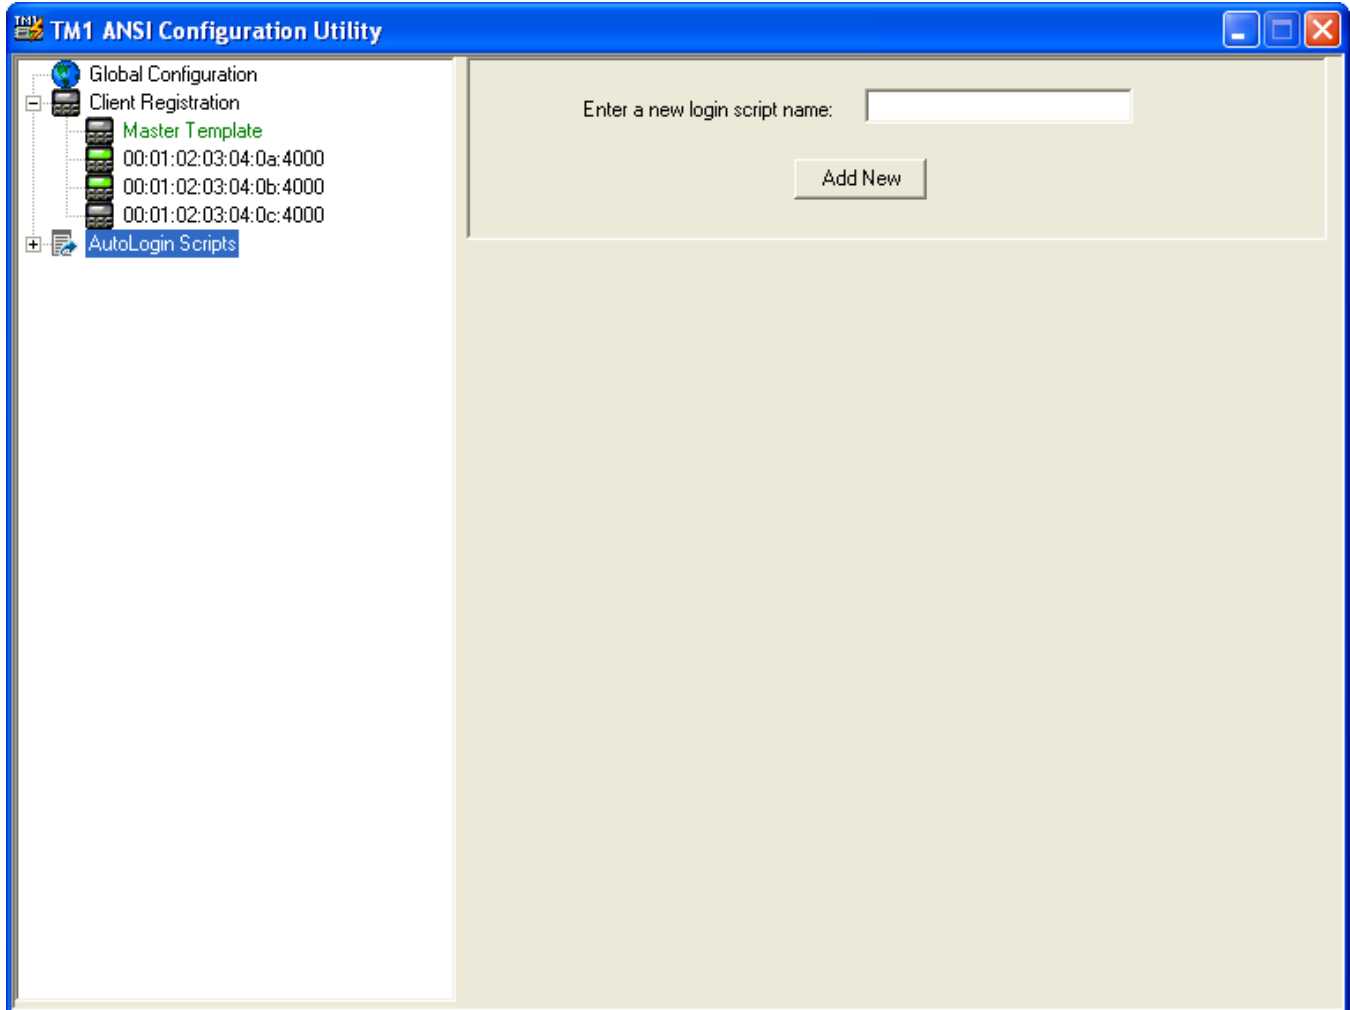 TM1 ANSI Configuration Utility
Global Configuration
Client Registration
Master Template
00:01:02:03:04:0a:4000
00:01:02:03:04:0b:4000
00:01:02:03:04:0c:4000
AutoLogin Scripts
Enter a new login script name:
Add New